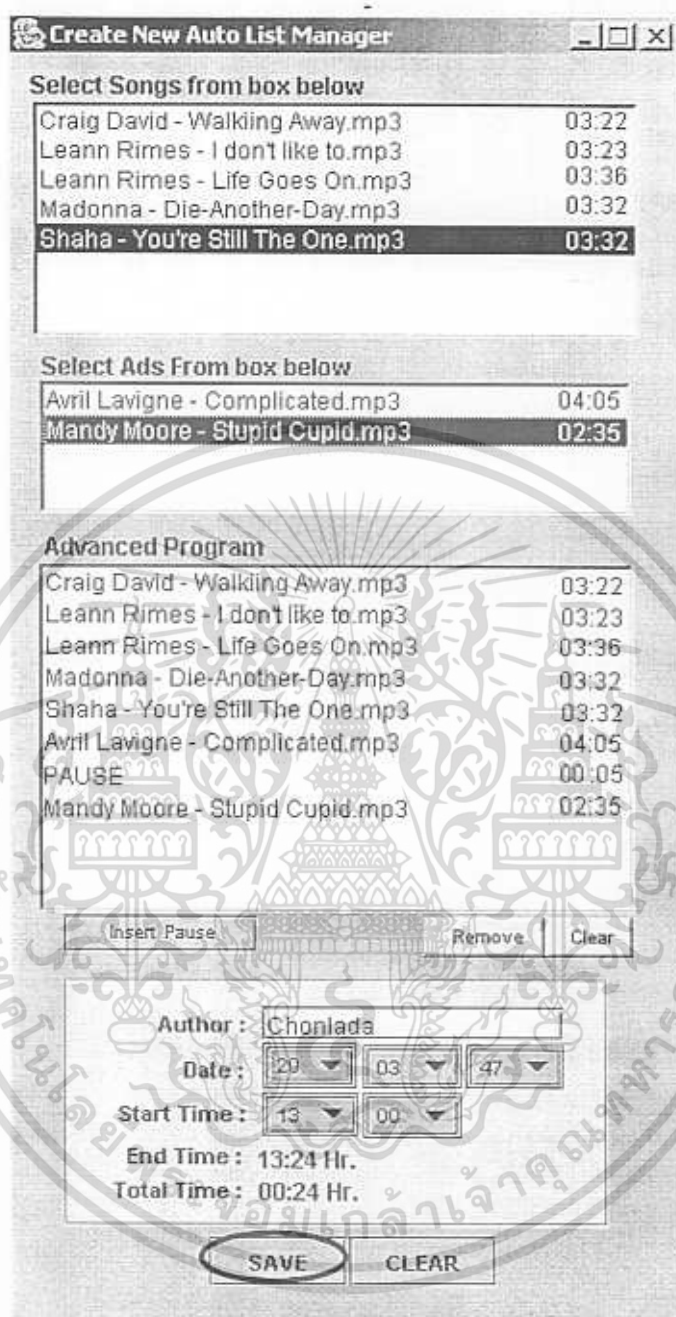 Create New Auto List Manager
Select Songs from box below
Craig David - Walkiing Away.mp3 03:22
Leann Rimes - I don't like to.mp3 03:23
Leann Rimes - Life Goes On.mp3 03:36
Madonna - Die-Another-Day.mp3 03:32
Shaha - You're Still The One.mp3 03:32
Select Ads From box below
Avril Lavigne - Complicated.mp3 04:05
Mandy Moore - Stupid Cupid.mp3 02:35
Advanced Program
Craig David - Walkiing Away.mp3 03:22
Leann Rimes - I don't like to.mp3 03:23
Leann Rimes - Life Goes On.mp3 03:36
Madonna - Die-Another-Day.mp3 03:32
Shaha - You're Still The One.mp3 03:32
Avril Lavigne - Complicated.mp3 04:05
PAUSE 00:05
Mandy Moore - Stupid Cupid.mp3 02:35
Insert Pause Remove Clear
Author : Chonlada
Date : 29 03 47
Start Time : 13 00
End Time : 13:24 Hr.
Total Time : 00:24 Hr.
SAVE CLEAR